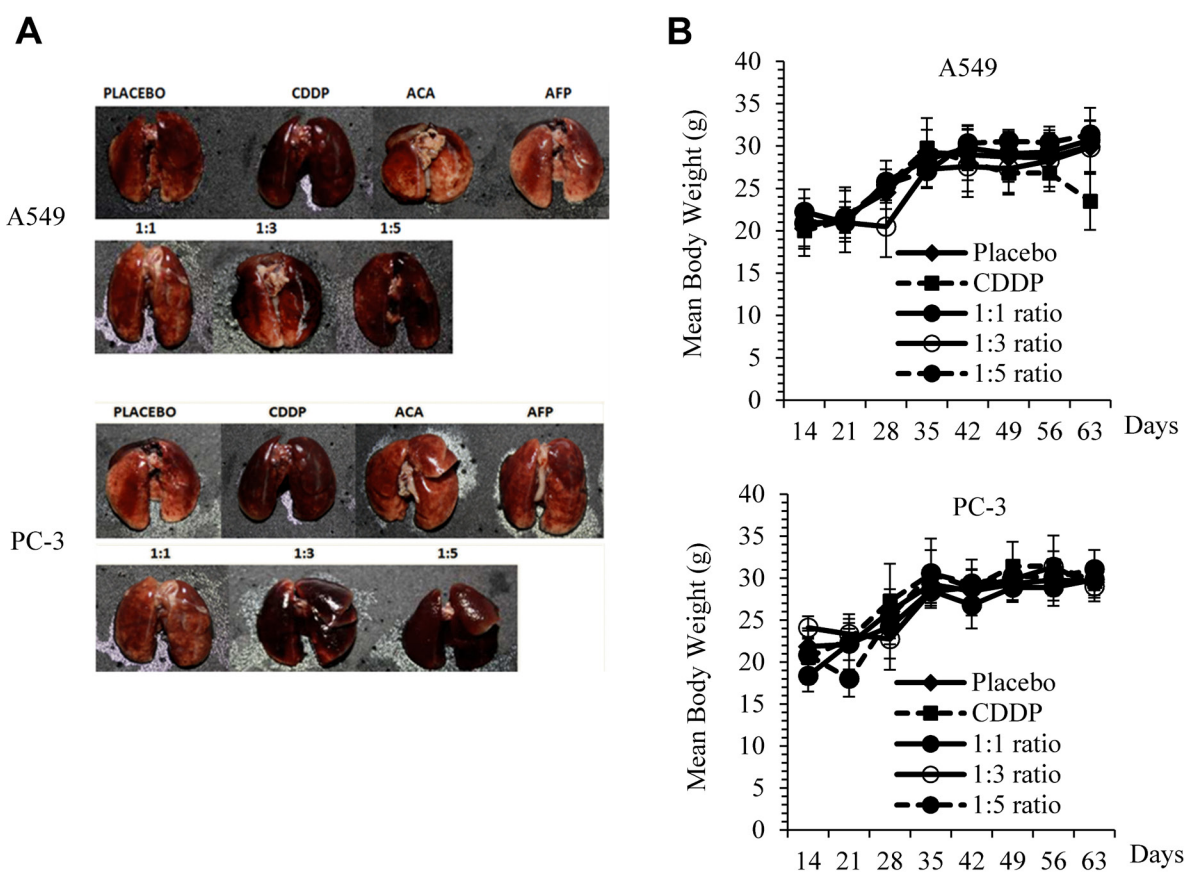 A
PLACEBO CDDP ACA AFP
A549
1:1 1:3 1:5
PLACEBO CDDP ACA AFP
PC-3
1:1 1:3 1:5
B
A549
Mean Body Weight (g)
40
35
30
25
20
15
10
5
0
Placebo
CDDP
1:1 ratio
1:3 ratio
1:5 ratio
14 21 28 35 42 49 56 63 Days
PC-3
Mean Body Weight (g)
40
35
30
25
20
15
10
5
0
Placebo
CDDP
1:1 ratio
1:3 ratio
1:5 ratio
14 21 28 35 42 49 56 63 Days